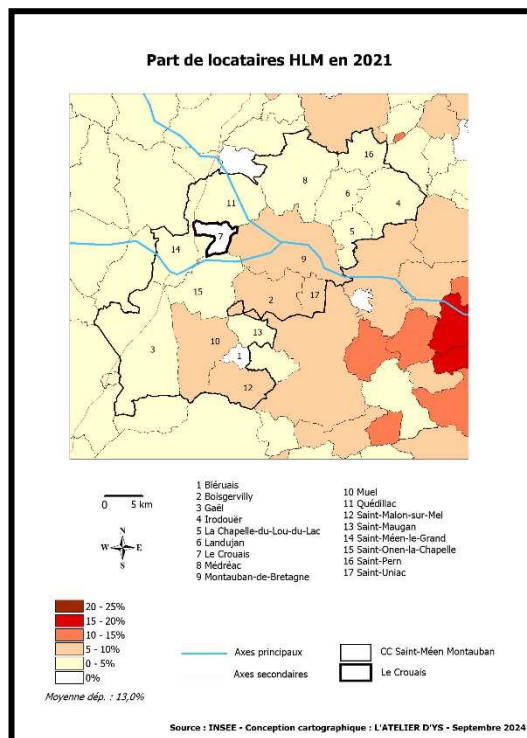 Part de locataires HLM en 2021
16
8
6
4
11
5
7
14
9
15
2
17
13
10
3
1
12
0 5 km
N
W E
S
1 Bléruais
2 Boisgervilly
3 Gaël
4 Irodouër
5 La Chapelle-du-Lou-du-Lac
6 Landujan
7 Le Crouais
8 Médréac
9 Montauban-de-Bretagne
10 Muel
11 Quédillac
12 Saint-Malon-sur-Mel
13 Saint-Maugan
14 Saint-Méen-le-Grand
15 Saint-Onen-la-Chapelle
16 Saint-Pern
17 Saint-Uniac
20 - 25%
15 - 20%
10 - 15%
5 - 10%
0 - 5%
0%
Moyenne dép. : 13,0%
Axes principaux
Axes secondaires
CC Saint-Méen Montauban
Le Crouais
Source : INSEE - Conception cartographique : L'ATELIER D'YS - Septembre 2024